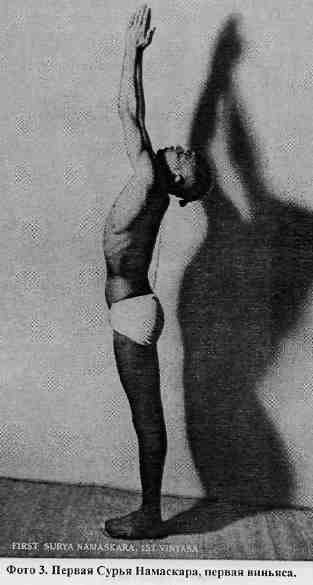 FIRST SURYA NAMASKARA, 1ST VINYASA
Фото 3. Первая Сурья Намаскара, первая виньяса.